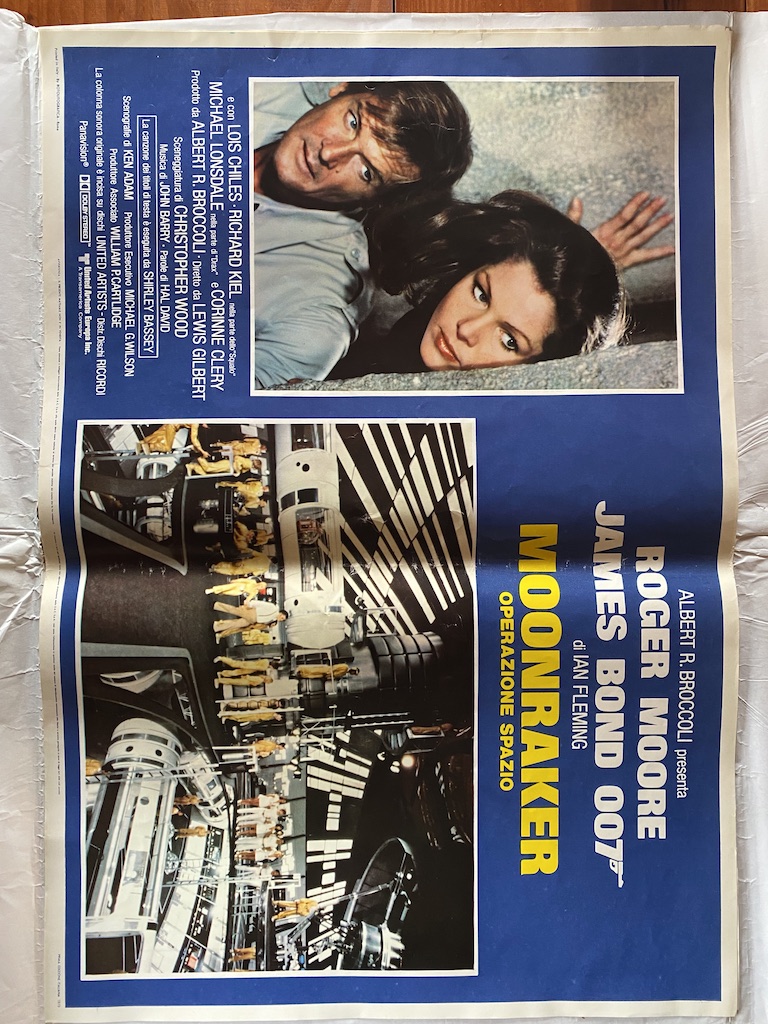 ALBERT R. BROCCOLI presenta
ROGER MOORE
JAMES BOND 007
di IAN FLEMING
MOONRAKER
OPERAZIONE SPAZIO
e con LOIS CHILES · RICHARD KIEL nella parte dello "Squalo"
MICHAEL LONSDALE nella parte di "Drax" e CORINNE CLERY
Prodotto da ALBERT R. BROCCOLI · Diretto da LEWIS GILBERT
Sceneggiatura di CHRISTOPHER WOOD
Musica di JOHN BARRY · Parole di HAL DAVID
La canzone dei titoli di testa è eseguita da SHIRLEY BASSEY
Scenografie di KEN ADAM Produttore Esecutivo MICHAEL G. WILSON
Produttore Associato WILLIAM P. CARTLIDGE
La colonna sonora originale è incisa su dischi UNITED ARTISTS - Distr. Dischi RICORDI
Panavision® DOLBY STEREO United Artists Europa Inc.
A Transamerica Company